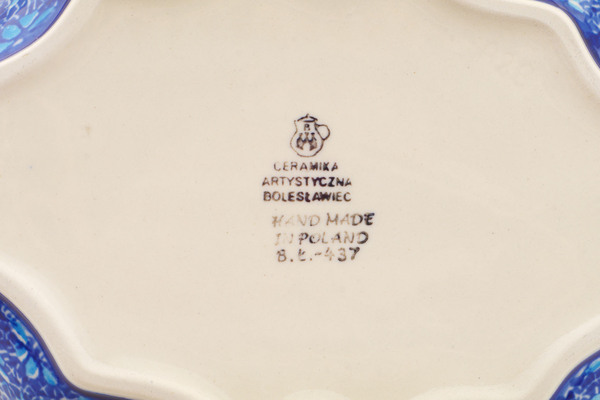 CERAMIKA
ARTYSTYCZNA
BOLESŁAWIEC
HAND MADE
IN POLAND
B.Ł.-437